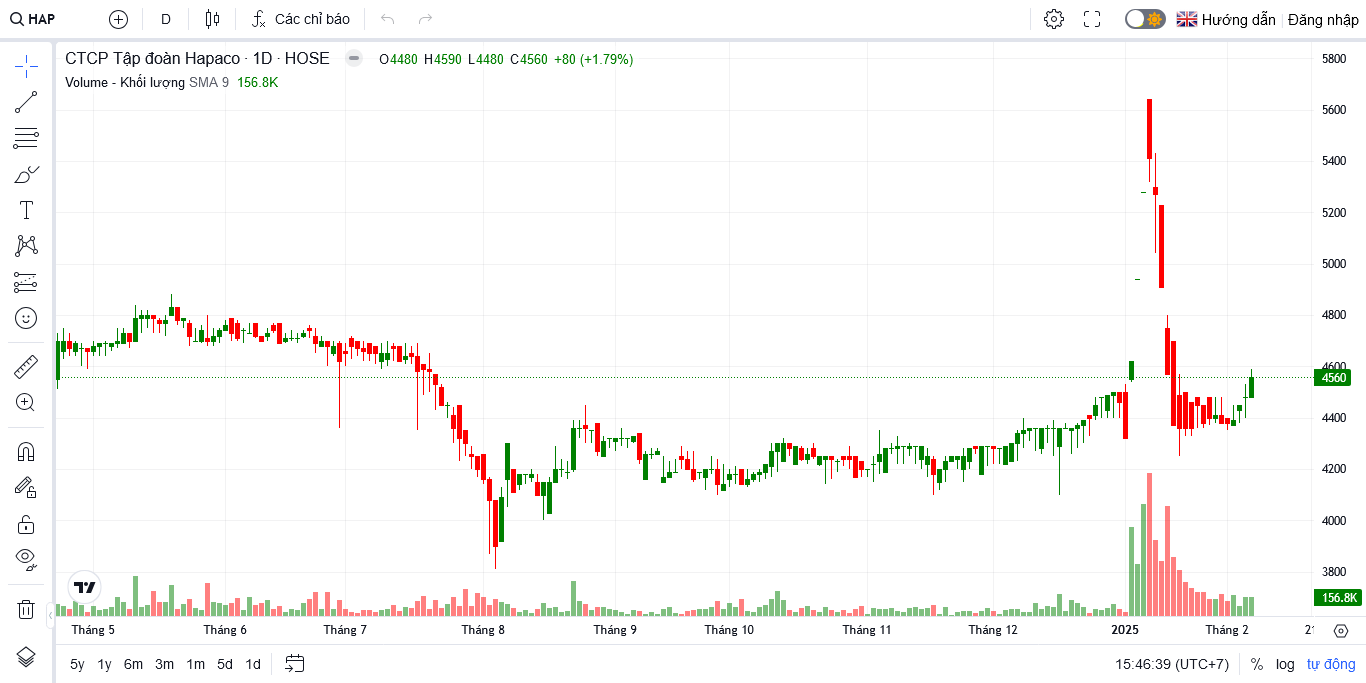 HAP D Các chỉ báo Hướng dẫn Đăng nhập
CTCP Tập đoàn Hapaco · 1D · HOSE O4480 H4590 L4480 C4560 +80 (+1.79%)
Volume - Khối lượng SMA 9 156.8K
5800
5600
5400
5200
5000
4800
4600
4560
4400
4200
4000
3800
156.8K
Tháng 5 Tháng 6 Tháng 7 Tháng 8 Tháng 9 Tháng 10 Tháng 11 Tháng 12 2025 Tháng 2
5y 1y 6m 3m 1m 5d 1d 15:46:39 (UTC+7) % log tự động